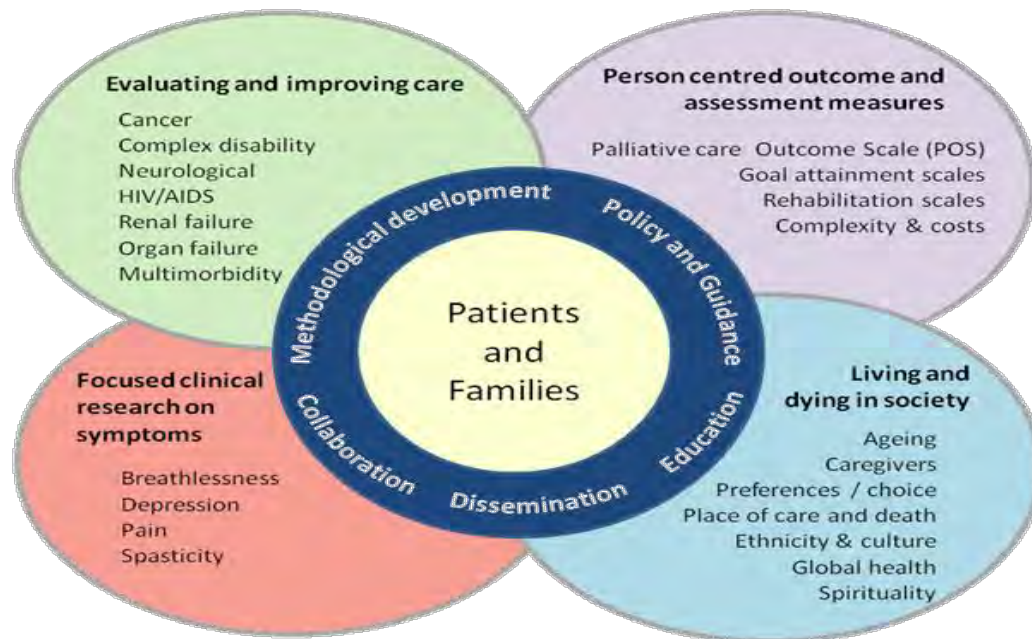 Evaluating and improving care
Cancer
Complex disability
Neurological
HIV/AIDS
Renal failure
Organ failure
Multimorbidity
Person centred outcome and
assessment measures
Palliative care Outcome Scale (POS)
Goal attainment scales
Rehabilitation scales
Complexity & costs
Methodological development
Policy and Guidance
Education
Dissemination
Collaboration
Patients
and
Families
Focused clinical
research on
symptoms
Breathlessness
Depression
Pain
Spasticity
Living and
dying in society
Ageing
Caregivers
Preferences / choice
Place of care and death
Ethnicity & culture
Global health
Spirituality